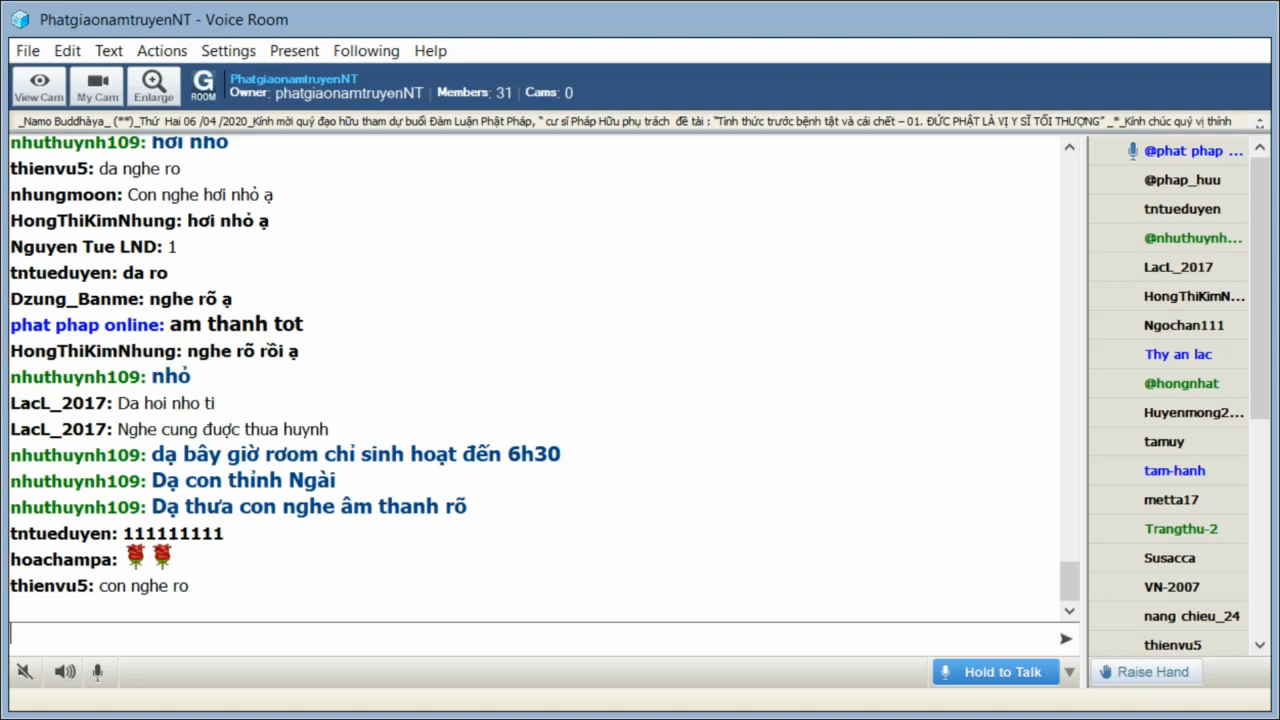 PhatgiaonamtruyenNT - Voice Room
File Edit Text Actions Settings Present Following Help
View Cam My Cam Enlarge G ROOM PhatgiaonamtruyenNT
Owner: phatgiaonamtruyenNT | Members: 31 | Cams: 0
_Namo Buddhàya_ (**)_Thứ Hai 06 /04 /2020_Kính mời quý đạo hữu tham dự buổi Đàm Luận Phật Pháp, " cư sĩ Pháp Hữu phụ trách đề tài : "Tỉnh thức trước bệnh tật và cái chết – 01. ĐỨC PHẬT LÀ VỊ Y SĨ TỐI THƯỢNG" _*_Kính chúc quý vị thính
nhuthuynh109: hơi nhỏ
thienvu5: da nghe ro
nhungmoon: Con nghe hơi nhỏ ạ
HongThiKimNhung: hơi nhỏ ạ
Nguyen Tue LND: 1
tntueduyen: da ro
Dzung_Banme: nghe rõ ạ
phat phap online: am thanh tot
HongThiKimNhung: nghe rõ rồi ạ
nhuthuynh109: nhỏ
LacL_2017: Da hoi nho ti
LacL_2017: Nghe cung đuợc thua huynh
nhuthuynh109: dạ bây giờ rơom chỉ sinh hoạt đến 6h30
nhuthuynh109: Dạ con thỉnh Ngài
nhuthuynh109: Dạ thưa con nghe âm thanh rõ
tntueduyen: 111111111
hoachampa:
thienvu5: con nghe ro
@phat phap ...
@phap_huu
tntueduyen
@nhuthuynh...
LacL_2017
HongThiKimN...
Ngochan111
Thy an lac
@hongnhat
Huyenmong2...
tamuy
tam-hanh
metta17
Trangthu-2
Susacca
VN-2007
nang chieu_24
thienvu5
Hold to Talk
Raise Hand